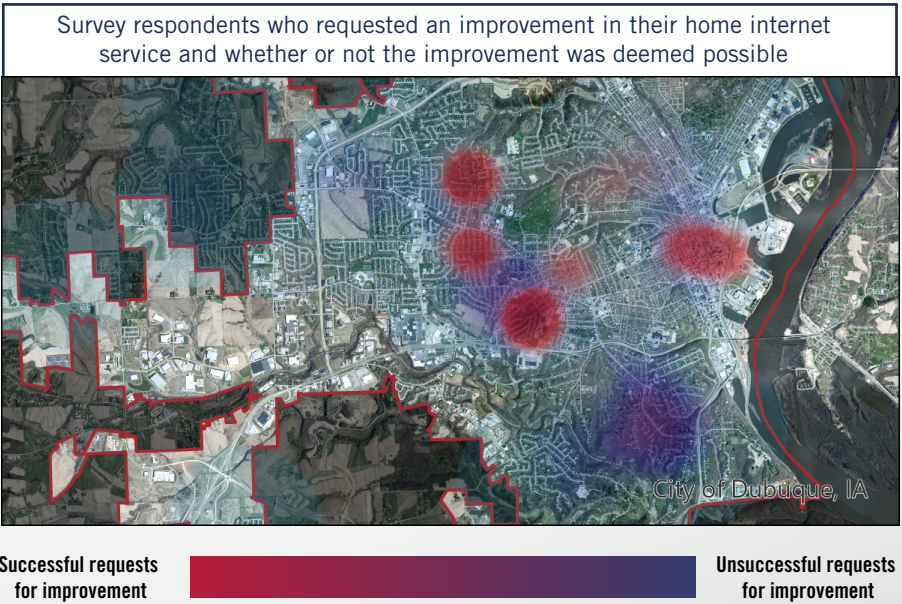 Survey respondents who requested an improvement in their home internet
service and whether or not the improvement was deemed possible
City of Dubuque, IA
Successful requests
for improvement
Unsuccessful requests
for improvement